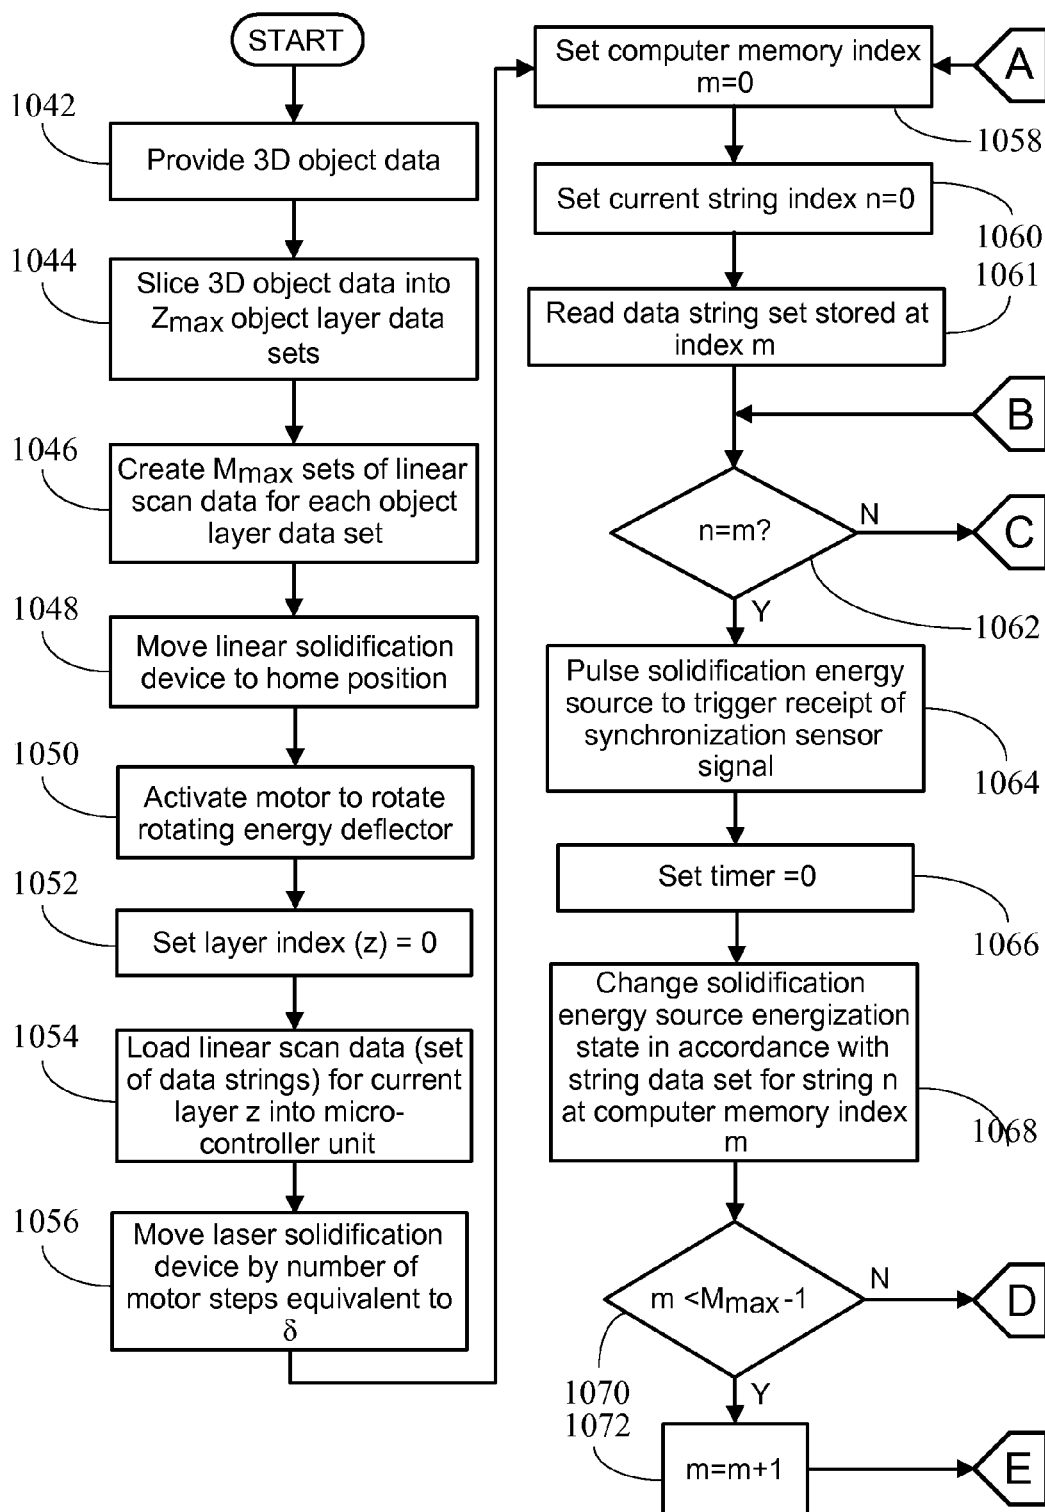 START
1042
Provide 3D object data
1044
Slice 3D object data into
Zmax object layer data
sets
1046
Create Mmax sets of linear
scan data for each object
layer data set
1048
Move linear solidification
device to home position
1050
Activate motor to rotate
rotating energy deflector
1052
Set layer index (z) = 0
1054
Load linear scan data (set
of data strings) for current
layer z into micro-
controller unit
1056
Move laser solidification
device by number of
motor steps equivalent to
δ
Set computer memory index
m=0
A
1058
Set current string index n=0
1060
1061
Read data string set stored at
index m
B
n=m?
N
C
Y
1062
Pulse solidification energy
source to trigger receipt of
synchronization sensor
signal
1064
Set timer =0
1066
Change solidification
energy source energization
state in accordance with
string data set for string n
at computer memory index
m
1068
m <Mmax-1
N
D
1070
Y
1072
m=m+1
E